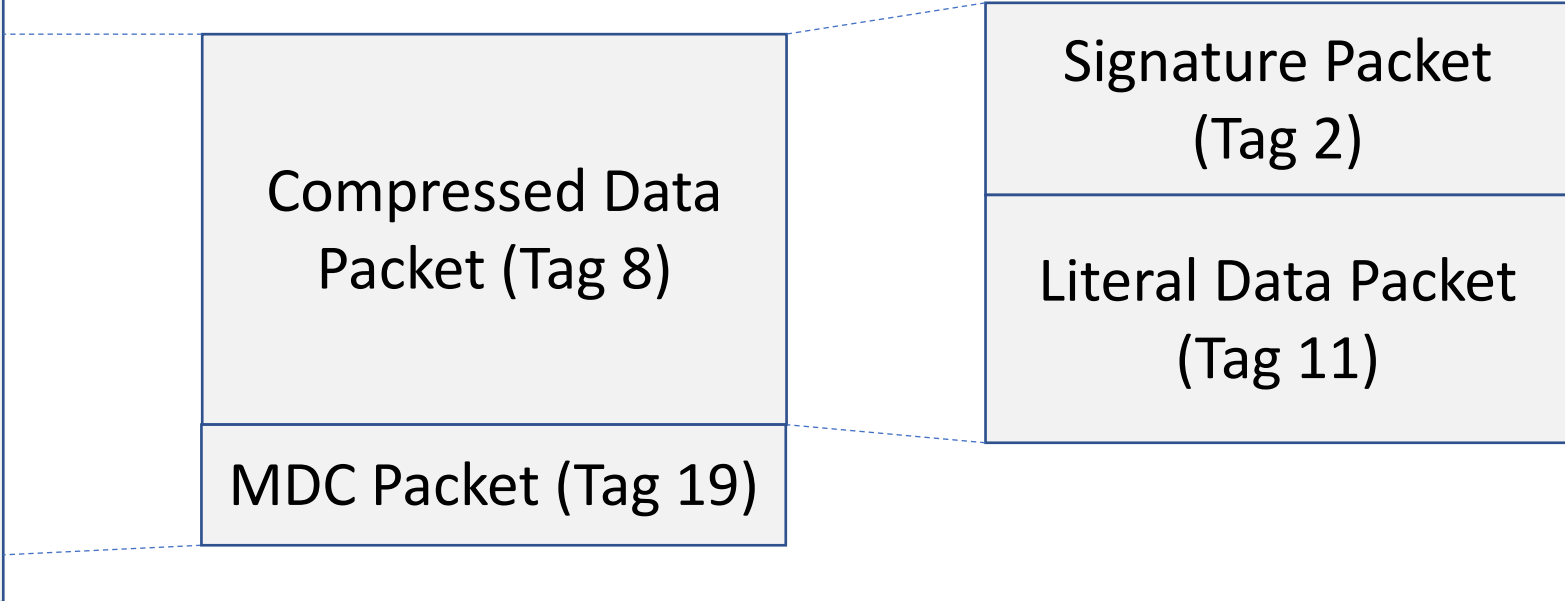 Compressed Data
Packet (Tag 8)
MDC Packet (Tag 19)
Signature Packet
(Tag 2)
Literal Data Packet
(Tag 11)